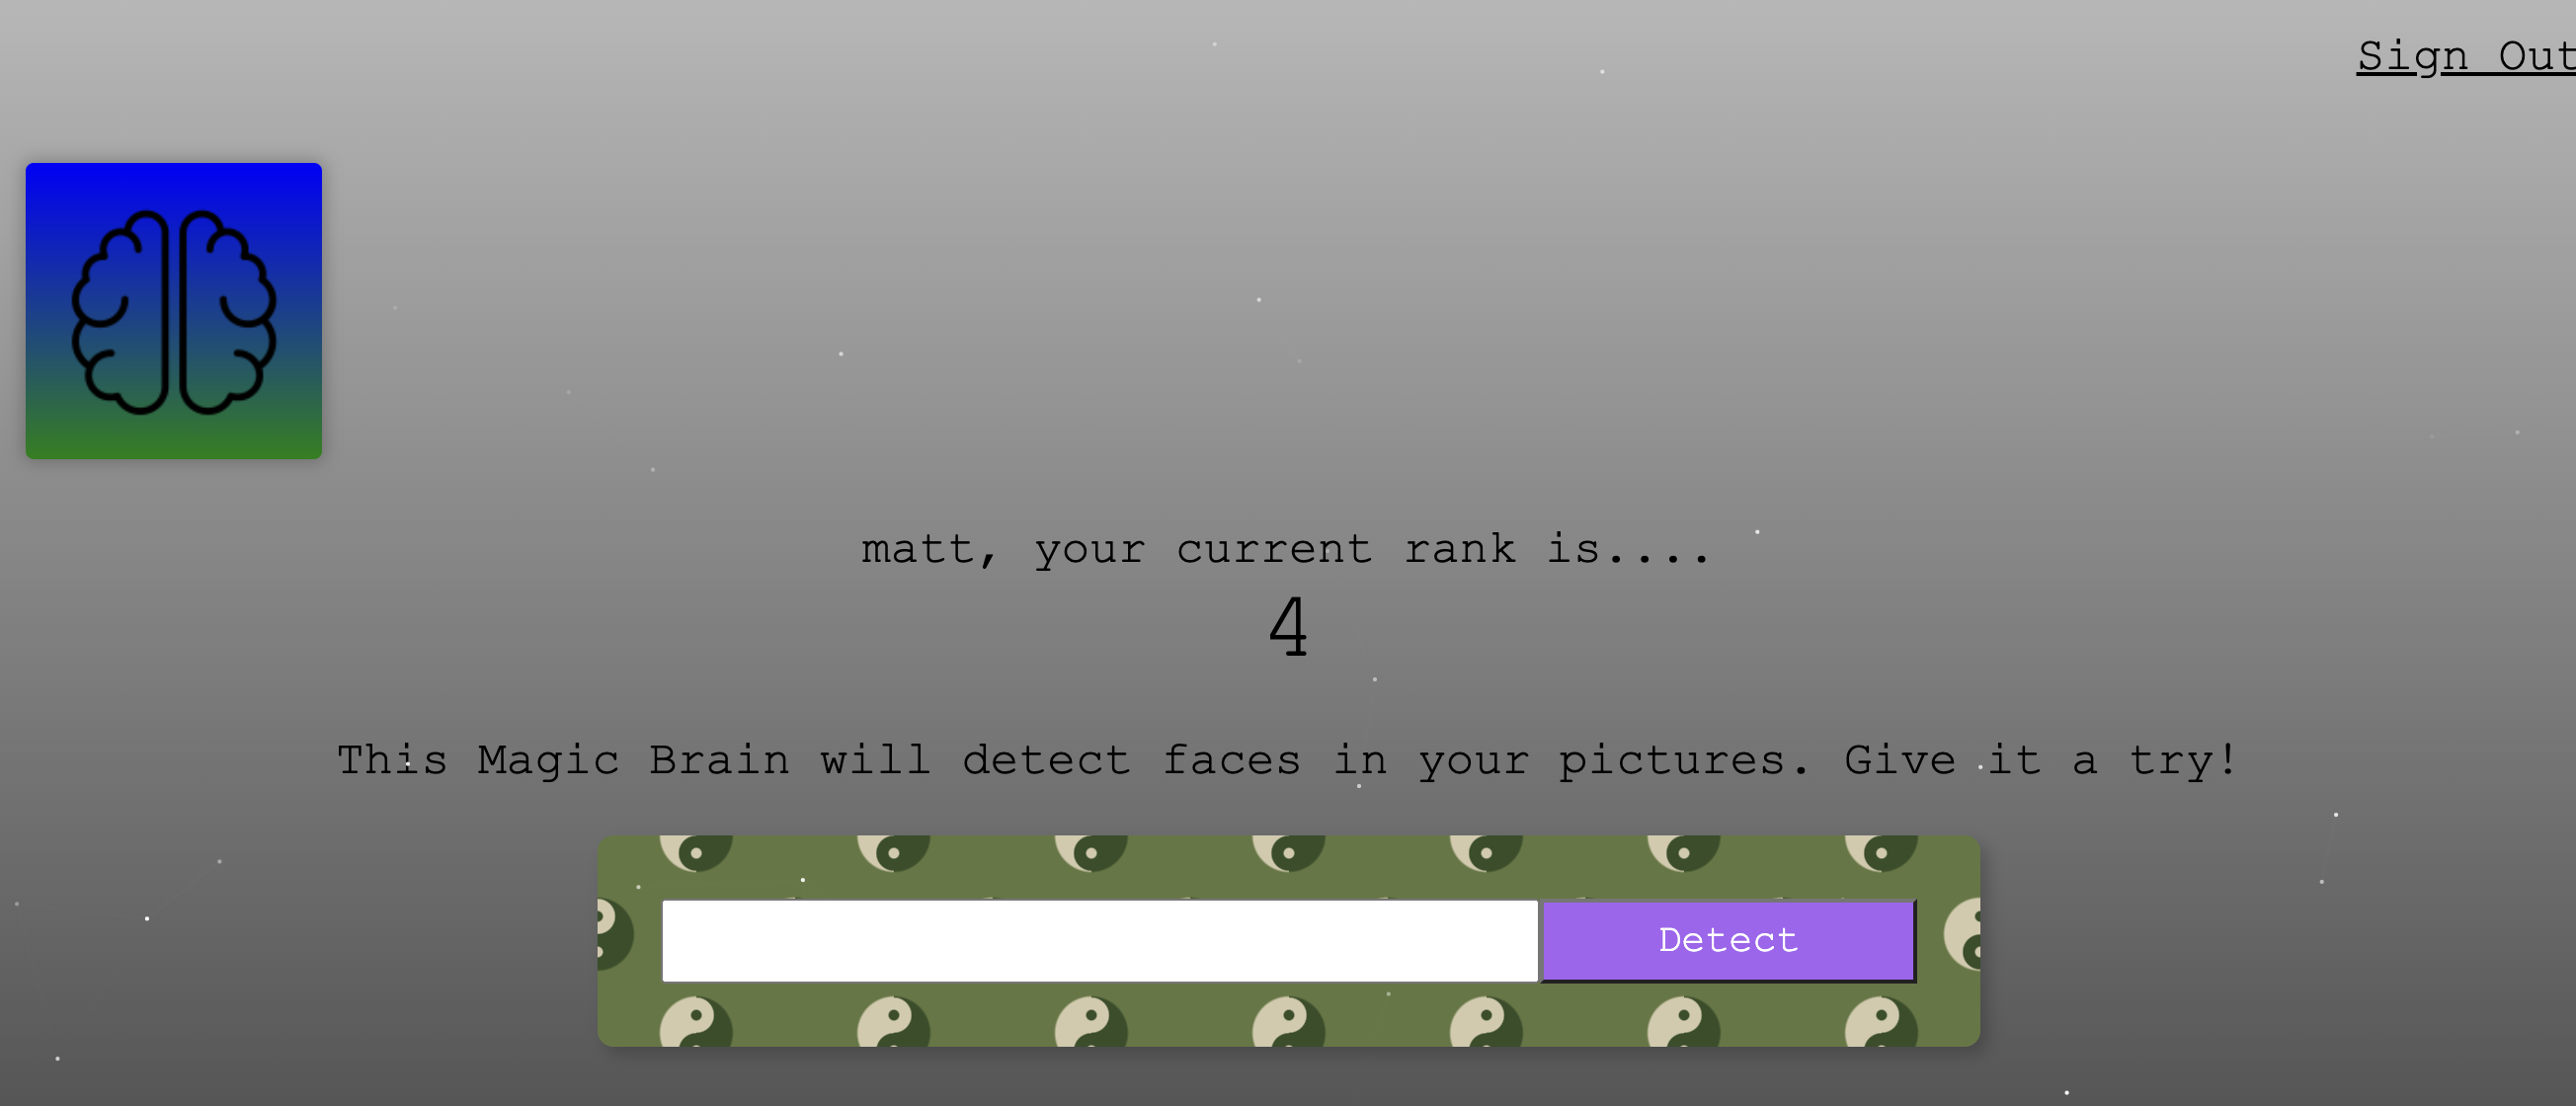 Sign Out
matt, your current rank is....
4
This Magic Brain will detect faces in your pictures. Give it a try!
Detect